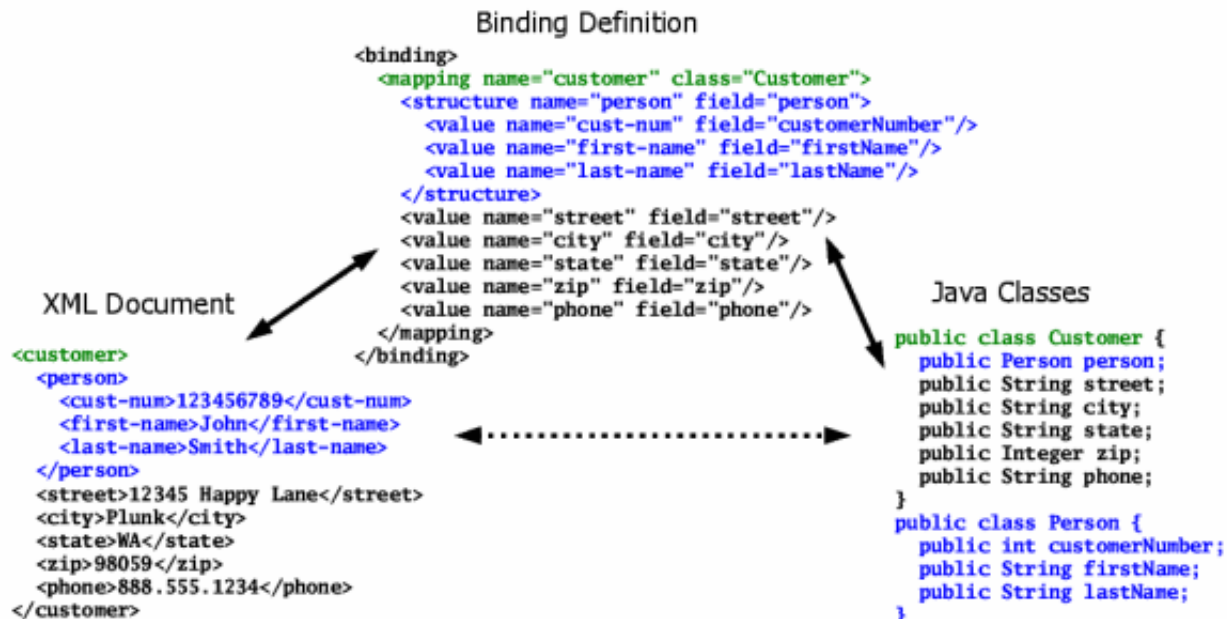 Binding Definition
<binding>
<mapping name="customer" class="Customer">
<structure name="person" field="person">
<value name="cust-num" field="customerNumber"/>
<value name="first-name" field="firstName"/>
<value name="last-name" field="lastName"/>
</structure>
<value name="street" field="street"/>
<value name="city" field="city"/>
<value name="state" field="state"/>
<value name="zip" field="zip"/>
<value name="phone" field="phone"/>
</mapping>
</binding>
XML Document
<customer>
<person>
<cust-num>123456789</cust-num>
<first-name>John</first-name>
<last-name>Smith</last-name>
</person>
<street>12345 Happy Lane</street>
<city>Plunk</city>
<state>WA</state>
<zip>98059</zip>
<phone>888.555.1234</phone>
</customer>
Java Classes
public class Customer {
public Person person;
public String street;
public String city;
public String state;
public Integer zip;
public String phone;
}
public class Person {
public int customerNumber;
public String firstName;
public String lastName;
}